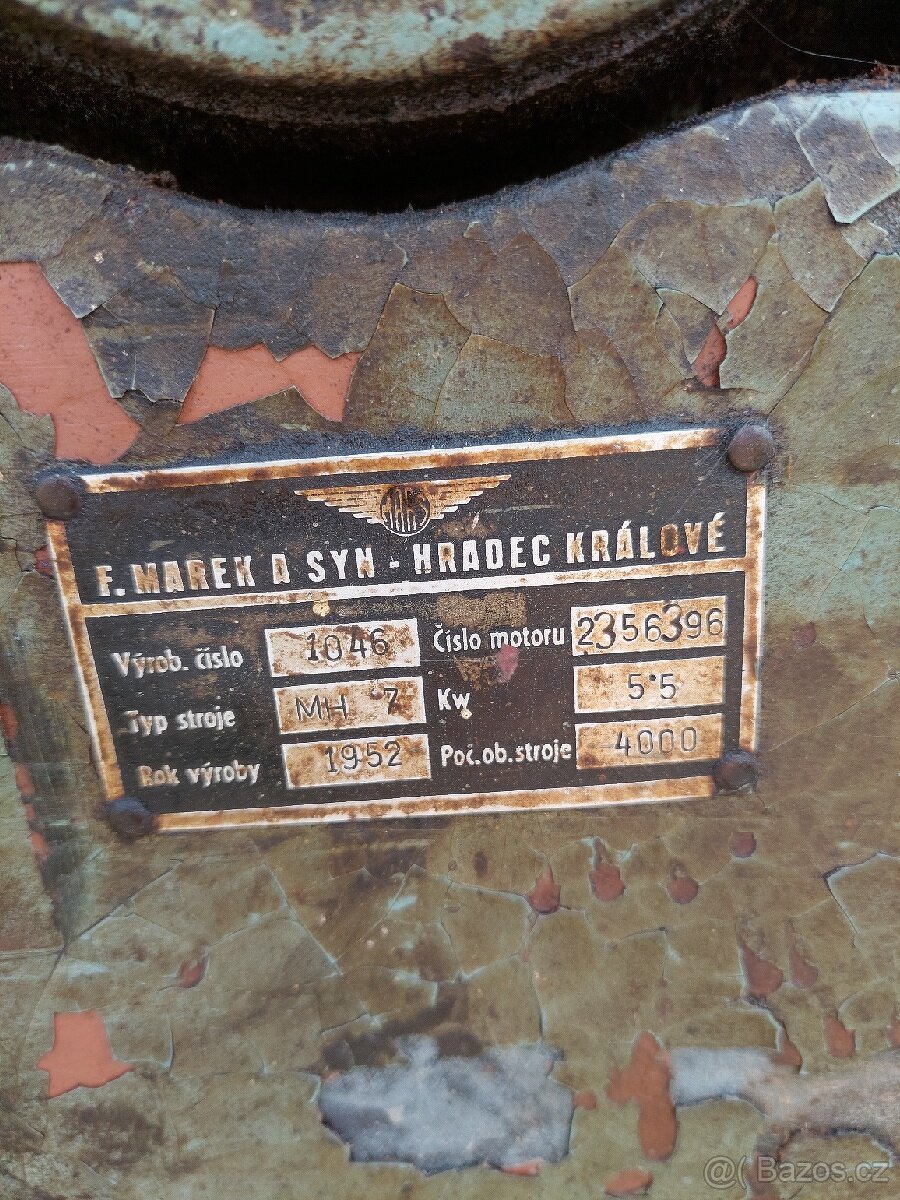 MARS
F. MAREK A SYN - HRADEC KRÁLOVÉ
Výrob. číslo 1046 Číslo motoru 2356396
Typ stroje MH 7 Kw 5·5
Rok výroby 1952 Poč. ob. stroje 4000
@( Bazos.cz